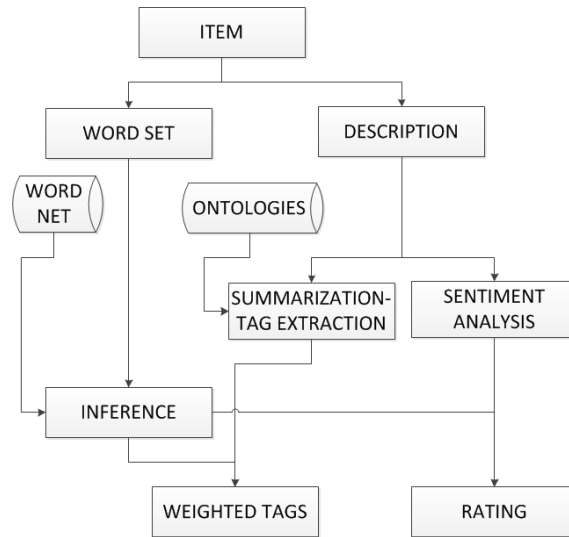 ITEM
WORD SET
DESCRIPTION
WORD
NET
ONTOLOGIES
SUMMARIZATION-
TAG EXTRACTION
SENTIMENT
ANALYSIS
INFERENCE
WEIGHTED TAGS
RATING